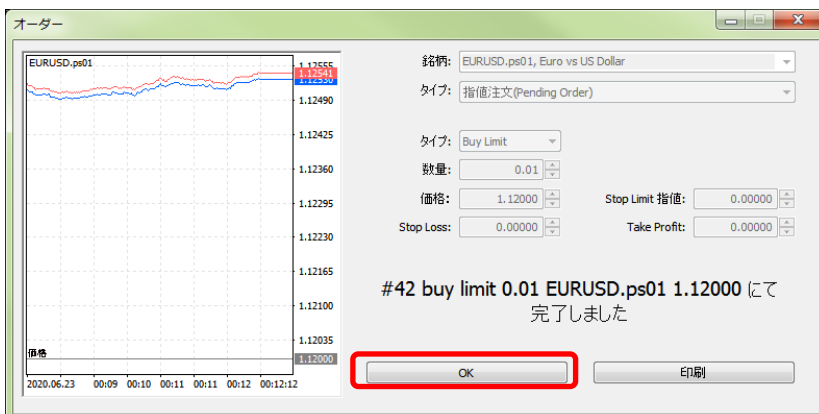 オーダー
EURUSD.ps01
1.12555
1.12541
1.12530
1.12490
1.12425
1.12360
1.12295
1.12230
1.12165
1.12100
1.12035
価格
1.12000
2020.06.23 00:09 00:10 00:11 00:11 00:12 00:12:12
銘柄: EURUSD.ps01, Euro vs US Dollar
タイプ: 指値注文(Pending Order)
タイプ: Buy Limit
数量: 0.01
価格: 1.12000 Stop Limit 指値: 0.00000
Stop Loss: 0.00000 Take Profit: 0.00000
#42 buy limit 0.01 EURUSD.ps01 1.12000 にて
完了しました
OK 印刷